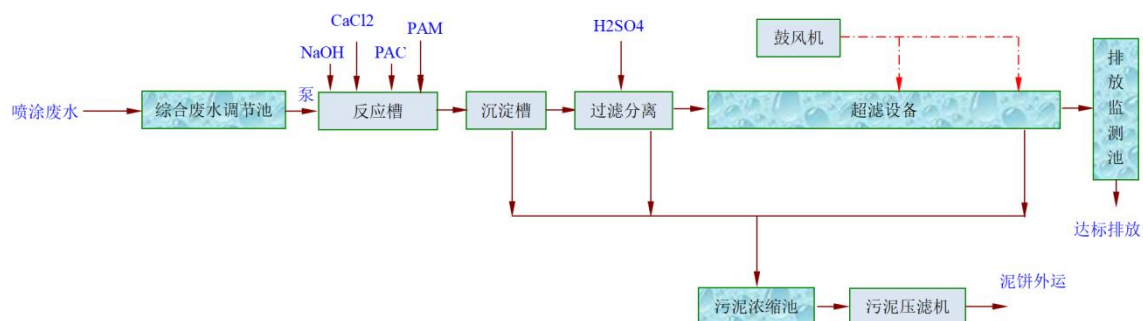 CaCl2
PAM
NaOH
PAC
H2SO4
鼓风机
喷涂废水
综合废水调节池
泵
反应槽
沉淀槽
过滤分离
超滤设备
排放监测池
达标排放
污泥浓缩池
污泥压滤机
泥饼外运